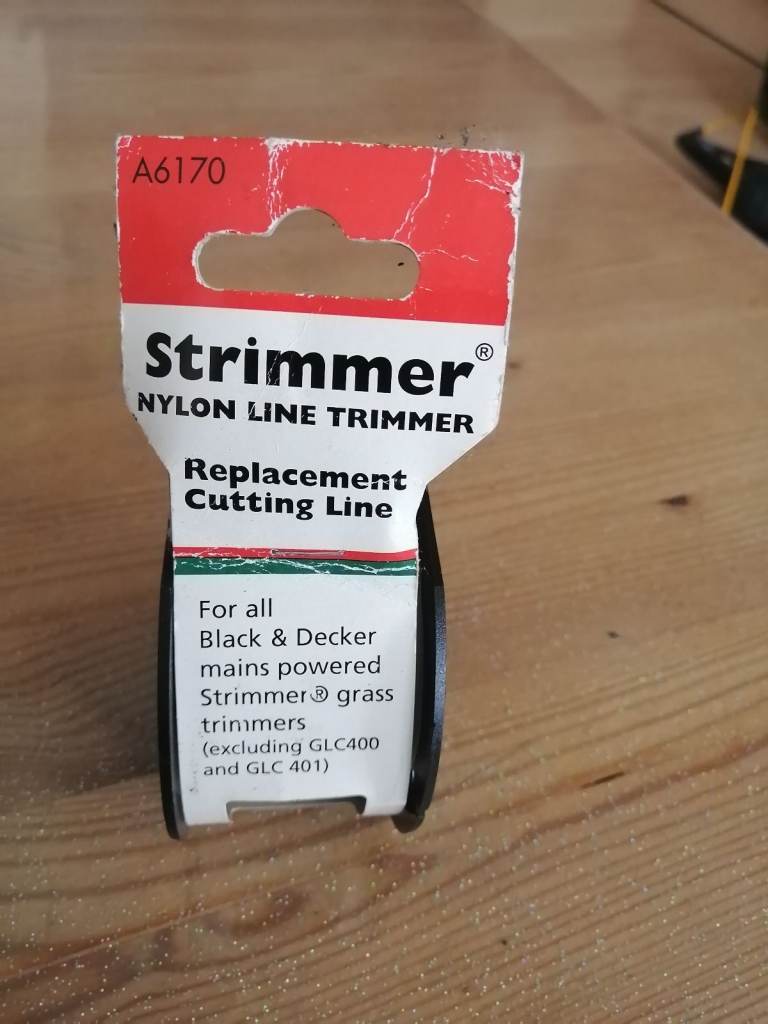 A6170
Strimmer®
NYLON LINE TRIMMER
Replacement
Cutting Line
For all
Black & Decker
mains powered
Strimmer® grass
trimmers
(excluding GLC400
and GLC 401)